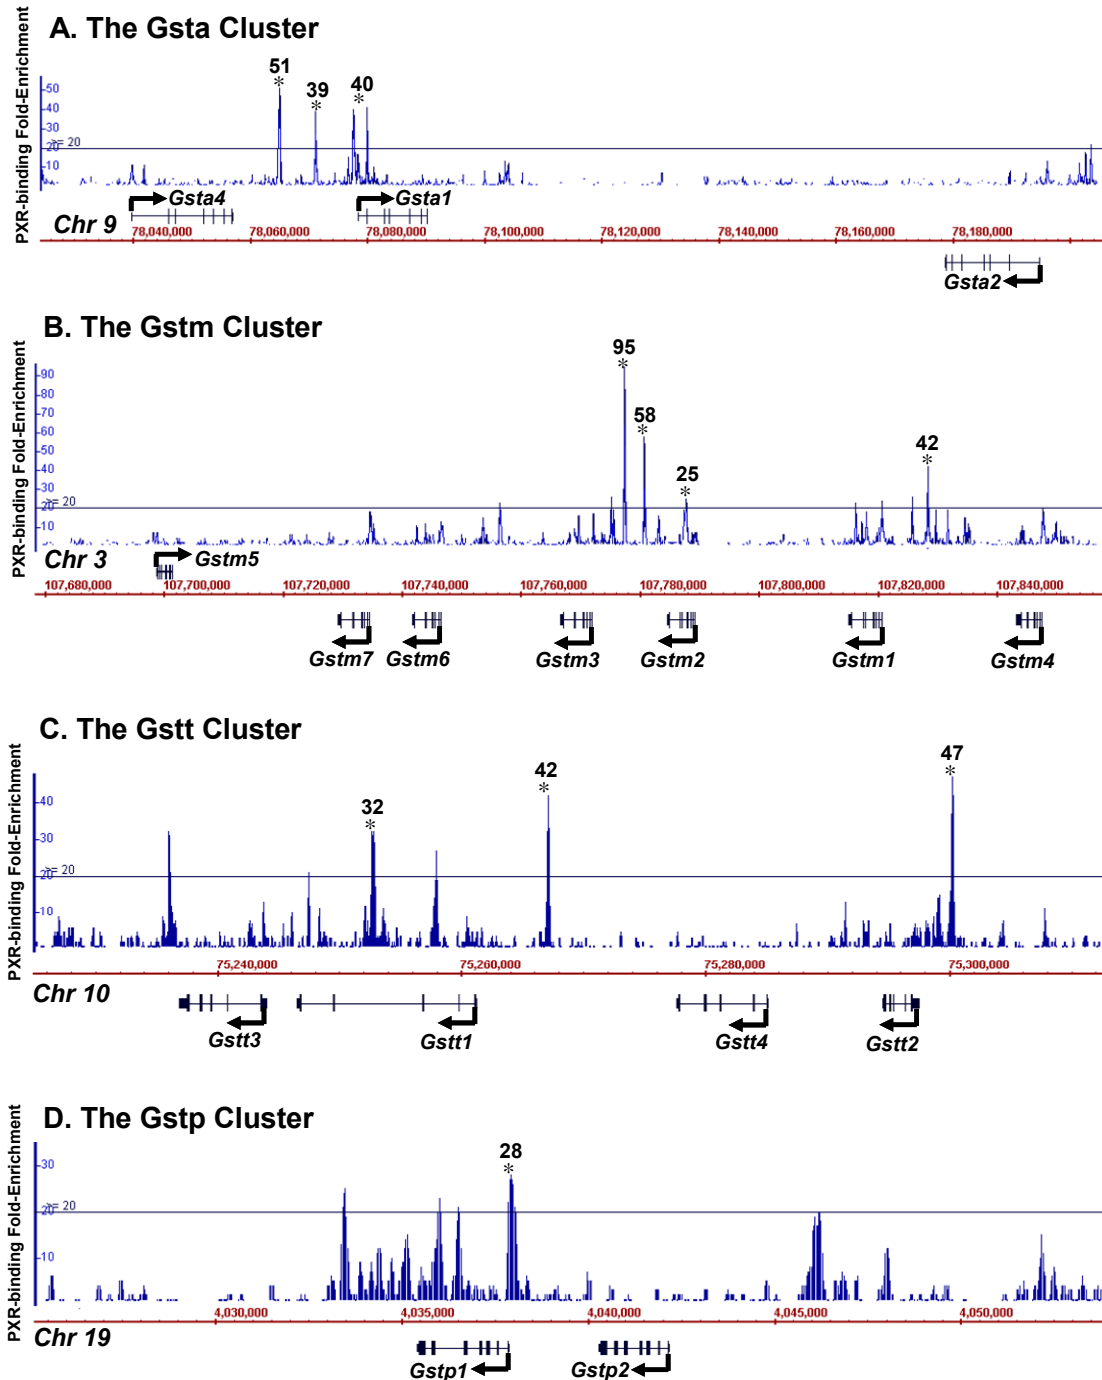 A. The Gsta Cluster
PXR-binding Fold-Enrichment
51
39
40
50
40
30
20
10
y= 20
Gsta4
Gsta1
Chr 9
78,040,000 78,060,000 78,080,000 78,100,000 78,120,000 78,140,000 78,160,000 78,180,000
Gsta2
B. The Gstm Cluster
PXR-binding Fold-Enrichment
95
58
25
42
90
80
70
60
50
40
30
20
10
y= 20
Gstm5
Chr 3
107,680,000 107,700,000 107,720,000 107,740,000 107,760,000 107,780,000 107,800,000 107,820,000 107,840,000
Gstm7 Gstm6 Gstm3 Gstm2 Gstm1 Gstm4
C. The Gstt Cluster
PXR-binding Fold-Enrichment
32
42
47
40
30
20
10
y= 20
75,240,000 75,260,000 75,280,000 75,300,000
Chr 10
Gstt3 Gstt1 Gstt4 Gstt2
D. The Gstp Cluster
PXR-binding Fold-Enrichment
28
30
20
10
y= 20
4,030,000 4,035,000 4,040,000 4,045,000 4,050,000
Chr 19
Gstp1 Gstp2